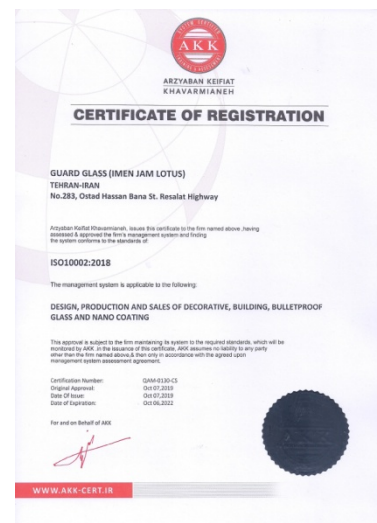 SYSTEM CERTIFIER
AKK
TRAINING & ASSESSMENT
ARZYABAN KEIFIAT
KHAVARMIANEH
CERTIFICATE OF REGISTRATION
GUARD GLASS (IMEN JAM LOTUS)
TEHRAN-IRAN
No.283, Ostad Hassan Bana St. Resalat Highway
Arzyaban Keifiat Khavarmianeh, issues this certificate to the firm named above ,having
assessed & approved the firm's management system and finding
the system conforms to the standards of:
ISO10002:2018
The management system is applicable to the following:
DESIGN, PRODUCTION AND SALES OF DECORATIVE, BUILDING, BULLETPROOF
GLASS AND NANO COATING
This approval is subject to the firm maintaining its system to the required standards, which will be
monitored by AKK .in the issuance of this certificate, AKK assumes no liability to any party
other than the firm named above.& then only in accordance with the agreed upon
management system assessment agreement.
Certification Number: QAM-0130-CS
Original Approval: Oct 07,2019
Date Of Issue: Oct 07,2019
Date of Expiration: Oct 06,2022
For and on Behalf of AKK
WWW.AKK-CERT.IR